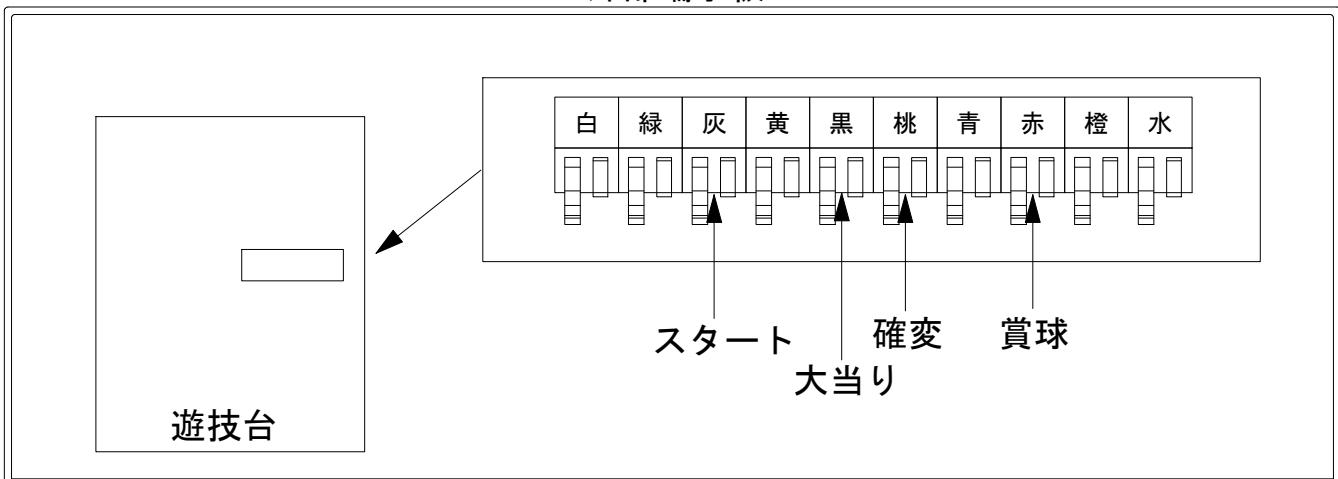 白 緑 灰 黄 黒 桃 青 赤 橙 水
スタート
確変
賞球
大当り
遊技台